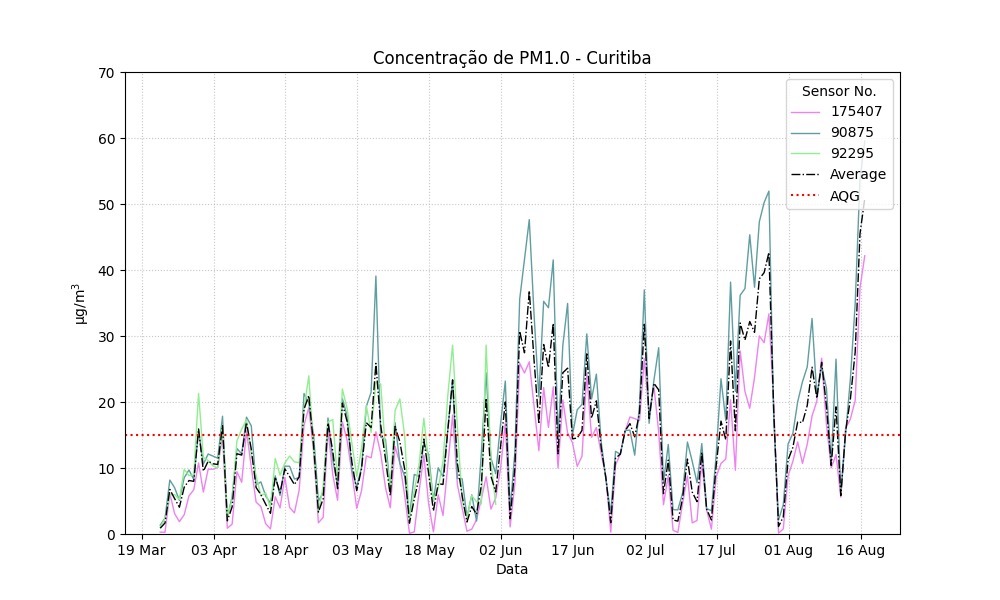 Concentração de PM1.0 - Curitiba
Sensor No.
175407
90875
92295
Average
AQG
µg/m³
70
60
50
40
30
20
10
0
19 Mar
03 Apr
18 Apr
03 May
18 May
02 Jun
17 Jun
02 Jul
17 Jul
01 Aug
16 Aug
Data